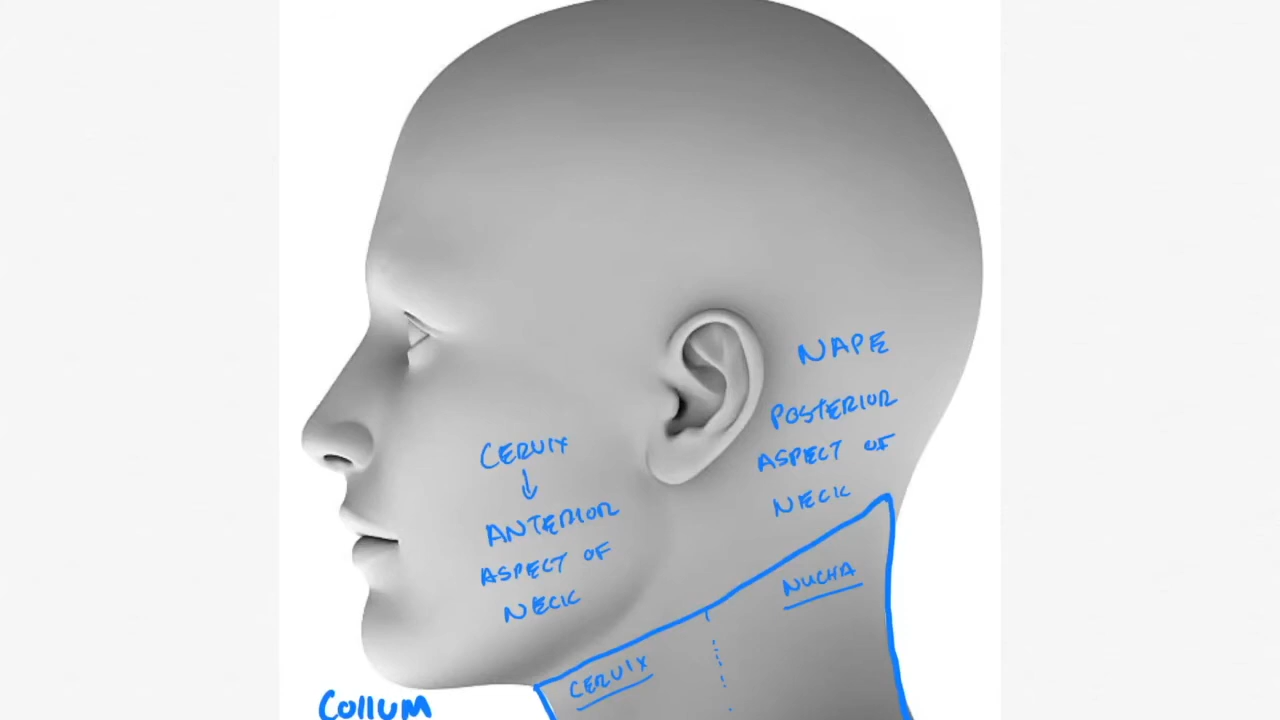 NAPE
POSTERIOR
ASPECT OF
NECK
CERVIX
↓
ANTERIOR
ASPECT OF
NECK
NUCHA
CERVIX
COllUM